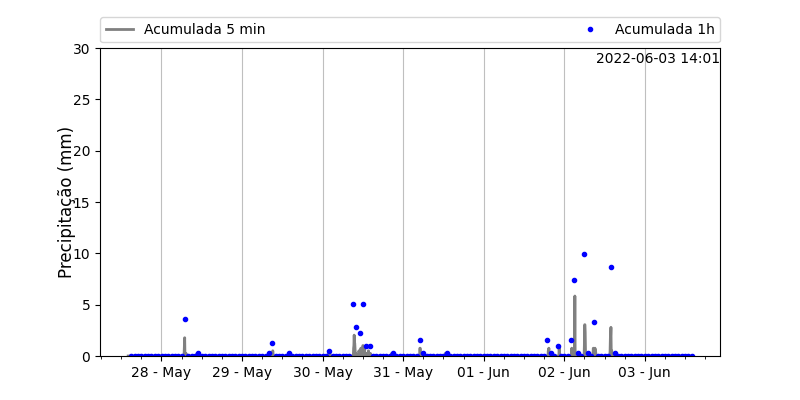 Acumulada 5 min
Acumulada 1h
2022-06-03 14:01
Precipitação (mm)
30
25
20
15
10
5
0
28 - May
29 - May
30 - May
31 - May
01 - Jun
02 - Jun
03 - Jun